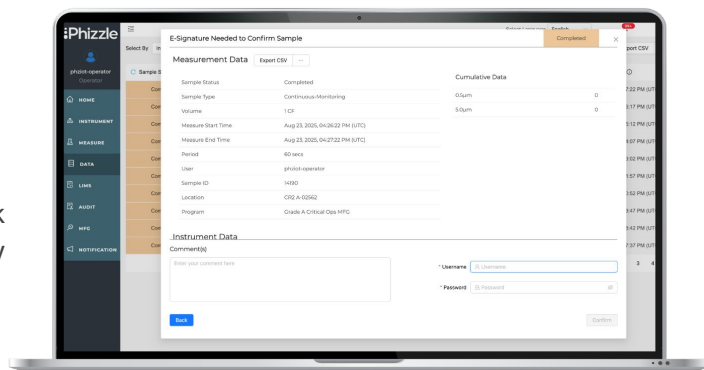 Phizzle
phziot-operator
Operator
HOME
INSTRUMENT
MEASURE
DATA
LIMS
AUDIT
MFG
NOTIFICATION
Select By
Sample S
English
99+
port CSV
E-Signature Needed to Confirm Sample
Completed
Measurement Data
Export CSV
...
Sample Status Completed
Sample Type Continuous-Monitoring
Volume 1 CF
Measure Start Time Aug 23, 2025, 04:26:22 PM (UTC)
Measure End Time Aug 23, 2025, 04:27:22 PM (UTC)
Period 60 secs
User phziot-operator
Sample ID 141110
Location CR2 A-02562
Program Grade A Critical Ops MFG
Cumulative Data
0.5μm 0
5.0μm 0
Instrument Data
Comment(s)
Enter your comment here
* Username Username
* Password Password
Back
Confirm
3 4